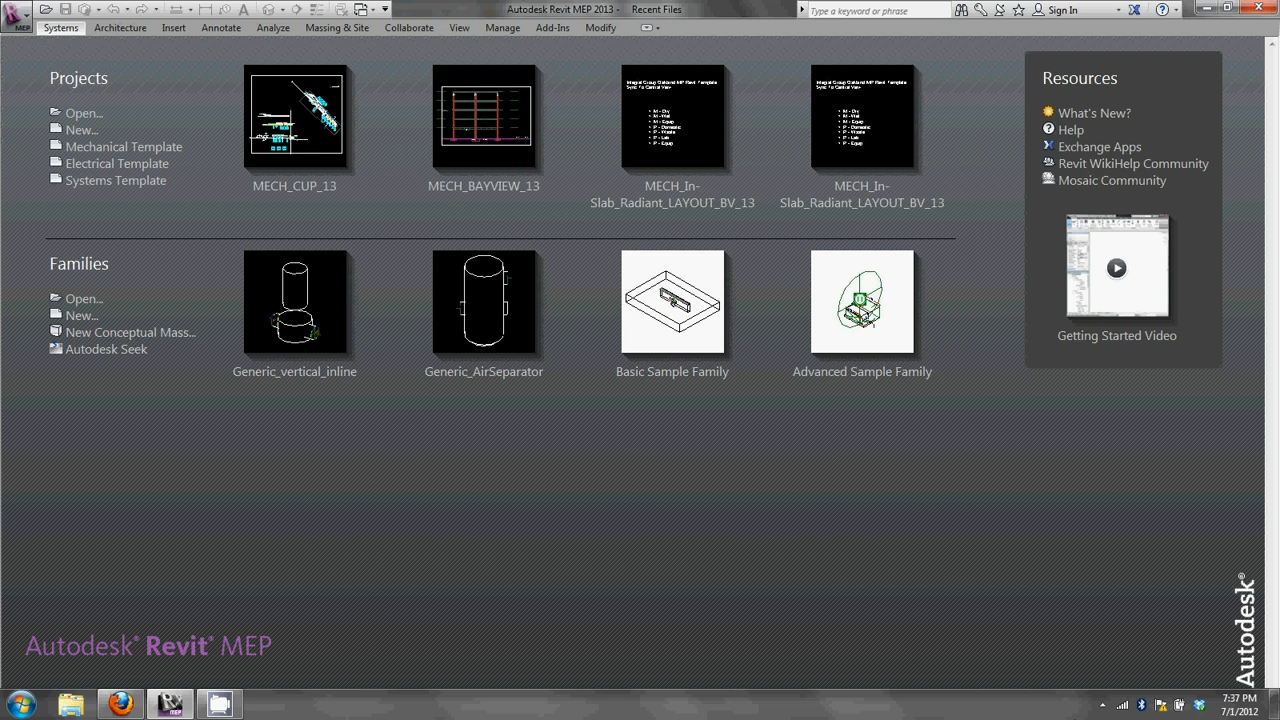 Autodesk Revit MEP 2013 - Recent Files
Type a keyword or phrase
Sign In
MEP
Systems
Architecture
Insert
Annotate
Analyze
Massing & Site
Collaborate
View
Manage
Add-Ins
Modify
Projects
Open...
New...
Mechanical Template
Electrical Template
Systems Template
MECH_CUP_13
MECH_BAYVIEW_13
MECH_In-
Slab_Radiant_LAYOUT_BV_13
MECH_In-
Slab_Radiant_LAYOUT_BV_13
Families
Open...
New...
New Conceptual Mass...
Autodesk Seek
Generic_vertical_inline
Generic_AirSeparator
Basic Sample Family
Advanced Sample Family
Resources
What's New?
Help
Exchange Apps
Revit WikiHelp Community
Mosaic Community
Getting Started Video
Autodesk® Revit® MEP
Autodesk®
MEP
7:37 PM
7/1/2012